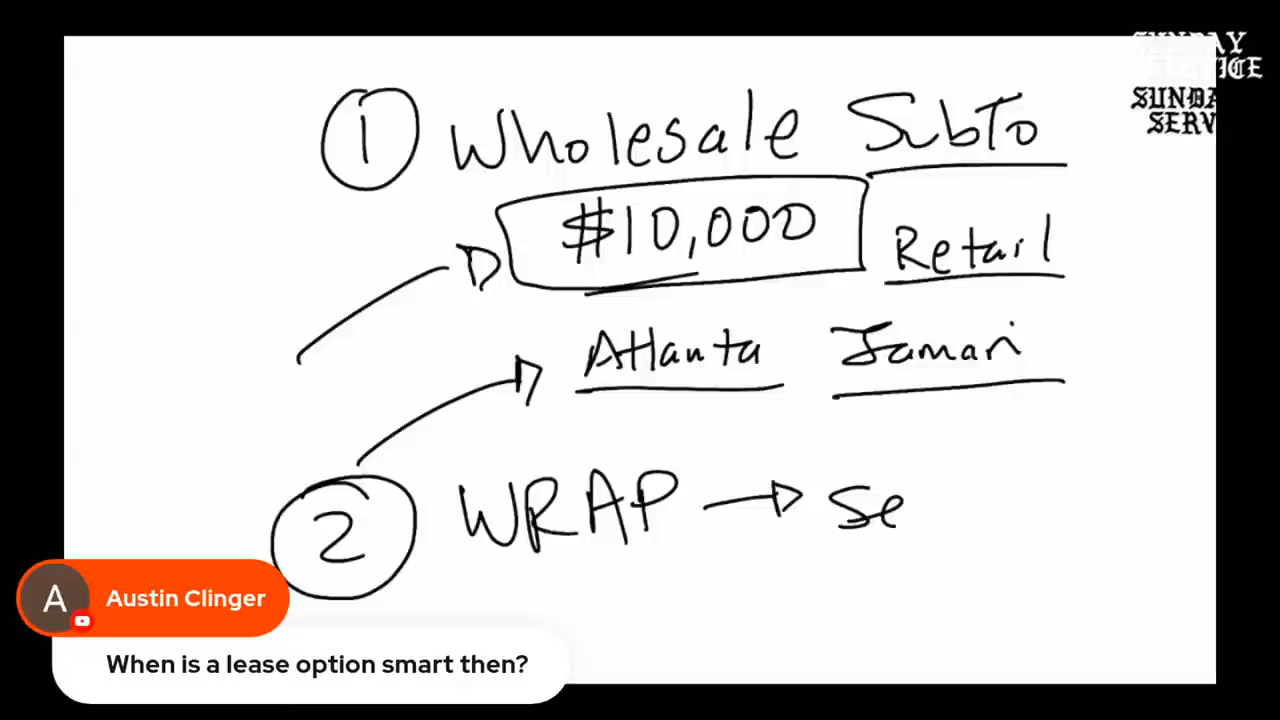 SUNDAY
SERVICE
SUNDA
SERV
1 Wholesale SubTo
$10,000 Retail
Atlanta Jamari
2 WRAP → se
A Austin Clinger
When is a lease option smart then?